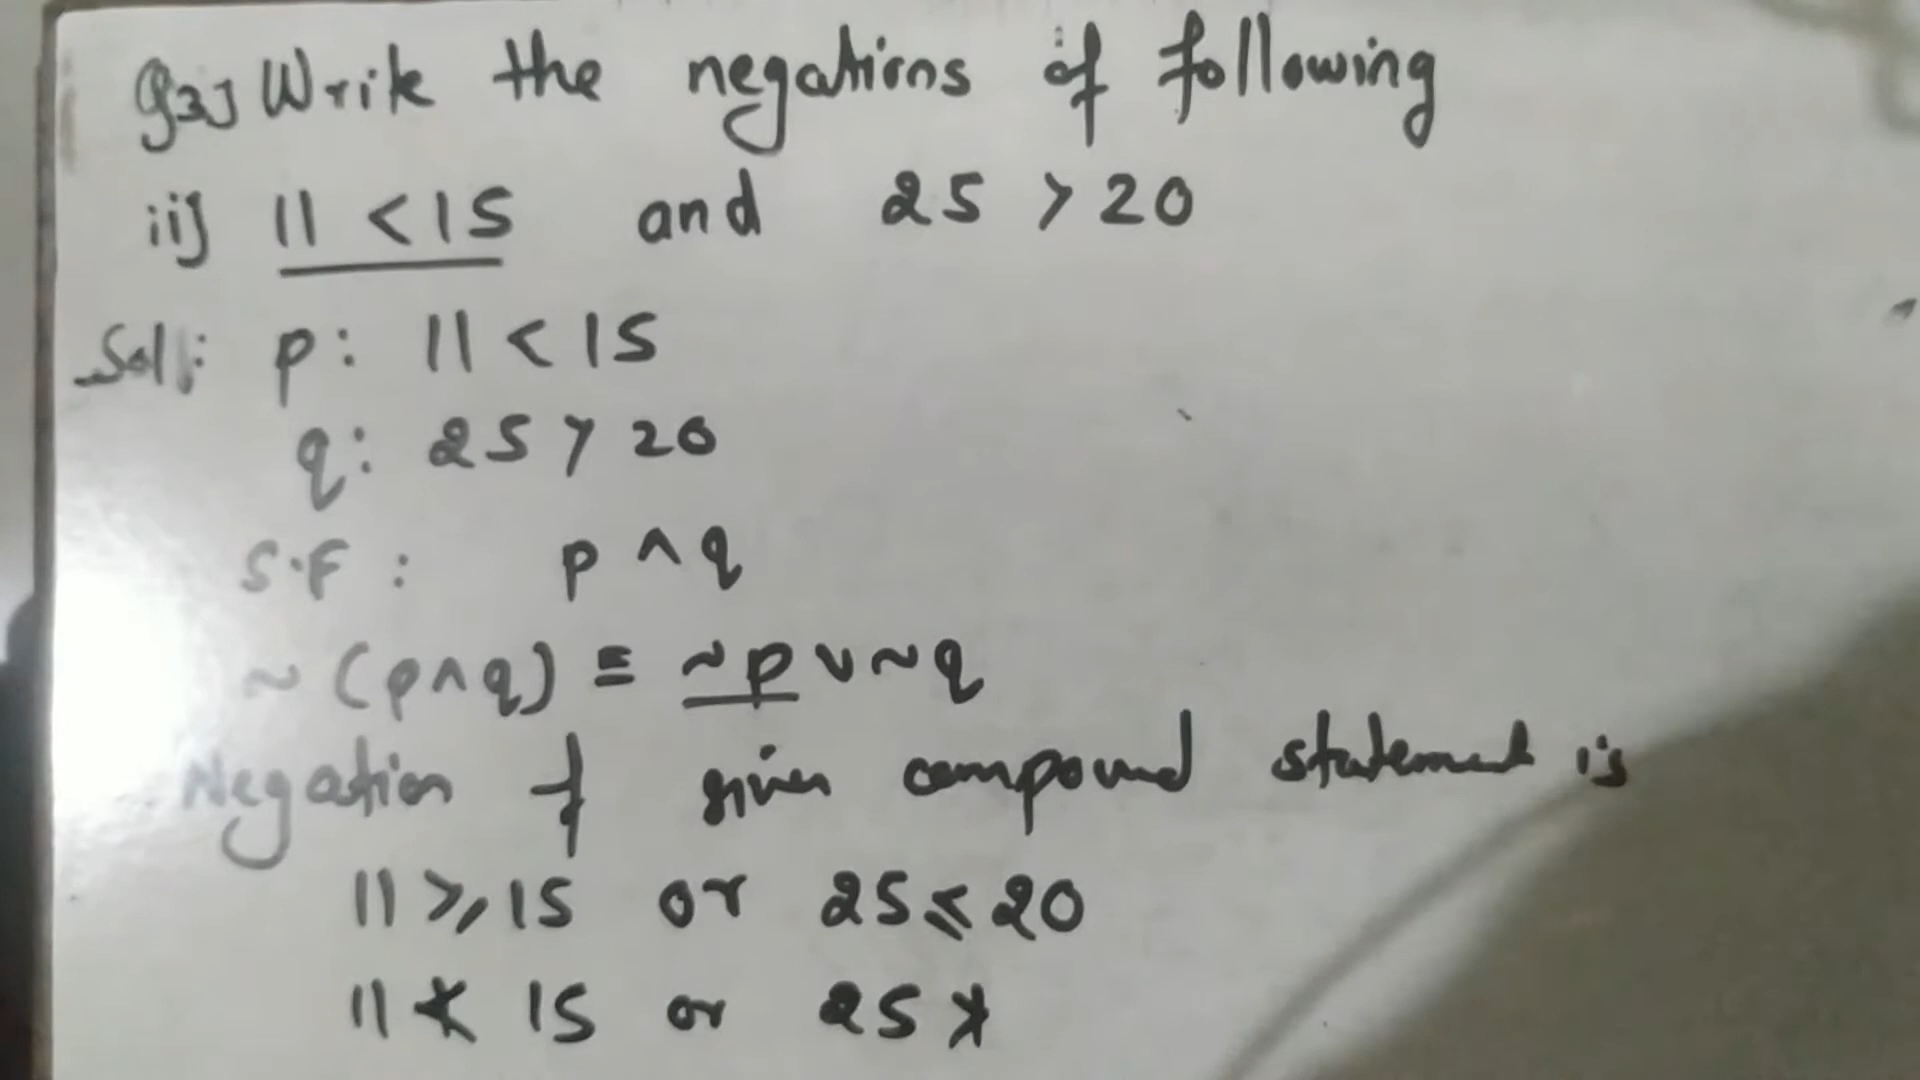 Q3] Write the negations of following
ii] 11 < 15 and 25 > 20
Sol: p: 11 < 15
q: 25 > 20
S.F : p ∧ q
~ (p∧q) ≡ ~p ∨ ~q
Negation of given compound statement is
11 ⩾ 15 or 25 ⩽ 20
11 ≮ 15 or 25 ≯